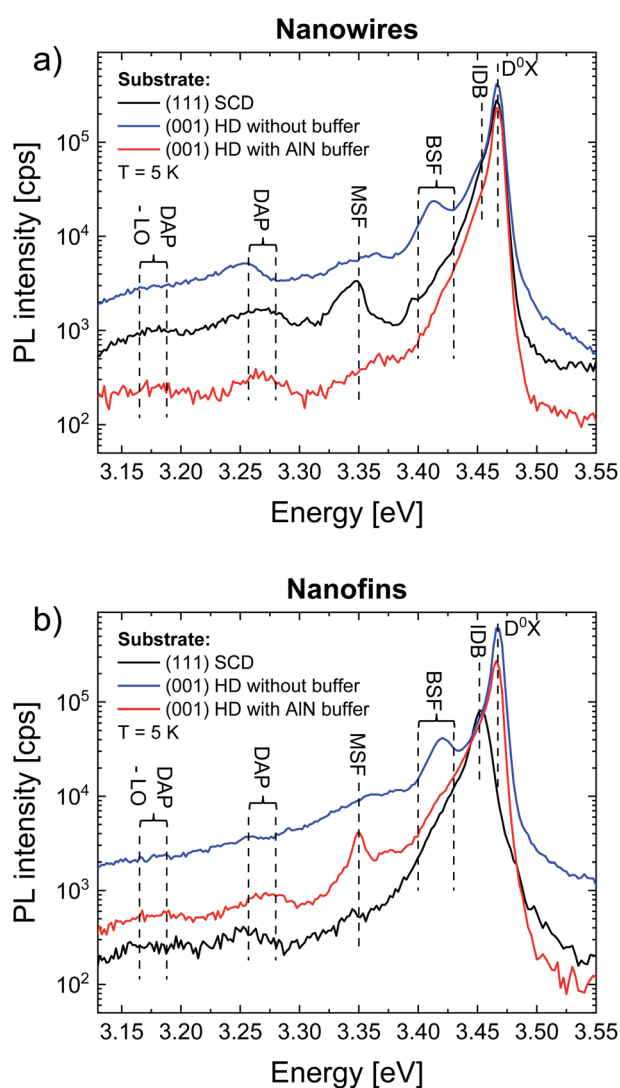 Nanowires
a)
Substrate:
(111) SCD
(001) HD without buffer
(001) HD with AlN buffer
T = 5 K
-LO
DAP
DAP
MSF
BSF
IDB
D⁰X
PL intensity [cps]
10⁵
10⁴
10³
10²
3.15 3.20 3.25 3.30 3.35 3.40 3.45 3.50 3.55
Energy [eV]
Nanofins
b)
Substrate:
(111) SCD
(001) HD without buffer
(001) HD with AlN buffer
T = 5 K
-LO
DAP
DAP
MSF
BSF
IDB
D⁰X
PL intensity [cps]
10⁵
10⁴
10³
10²
3.15 3.20 3.25 3.30 3.35 3.40 3.45 3.50 3.55
Energy [eV]